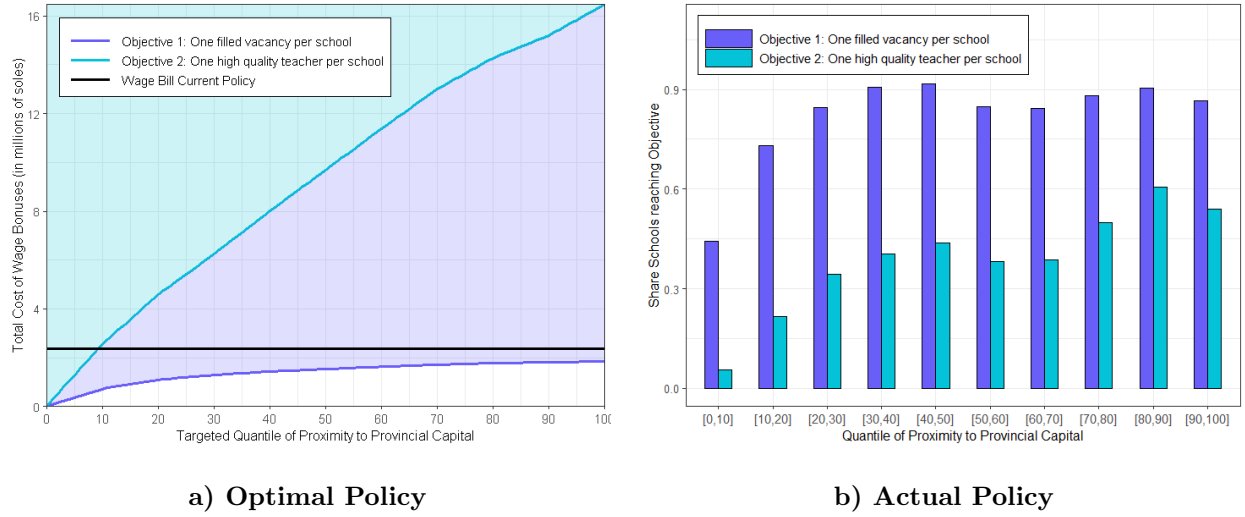 16
12
8
4
0
Total Cost of Wage Bonuses (in millions of soles)
Objective 1: One filled vacancy per school
Objective 2: One high quality teacher per school
Wage Bill Current Policy
0 10 20 30 40 50 60 70 80 90 100
Targeted Quantile of Proximity to Provincial Capital
a) Optimal Policy
0.9
0.6
0.3
0.0
Share Schools reaching Objective
Objective 1: One filled vacancy per school
Objective 2: One high quality teacher per school
[0,10] [10,20] [20,30] [30,40] [40,50] [50,60] [60,70] [70,80] [80,90] [90,100]
Quantile of Proximity to Provincial Capital
b) Actual Policy